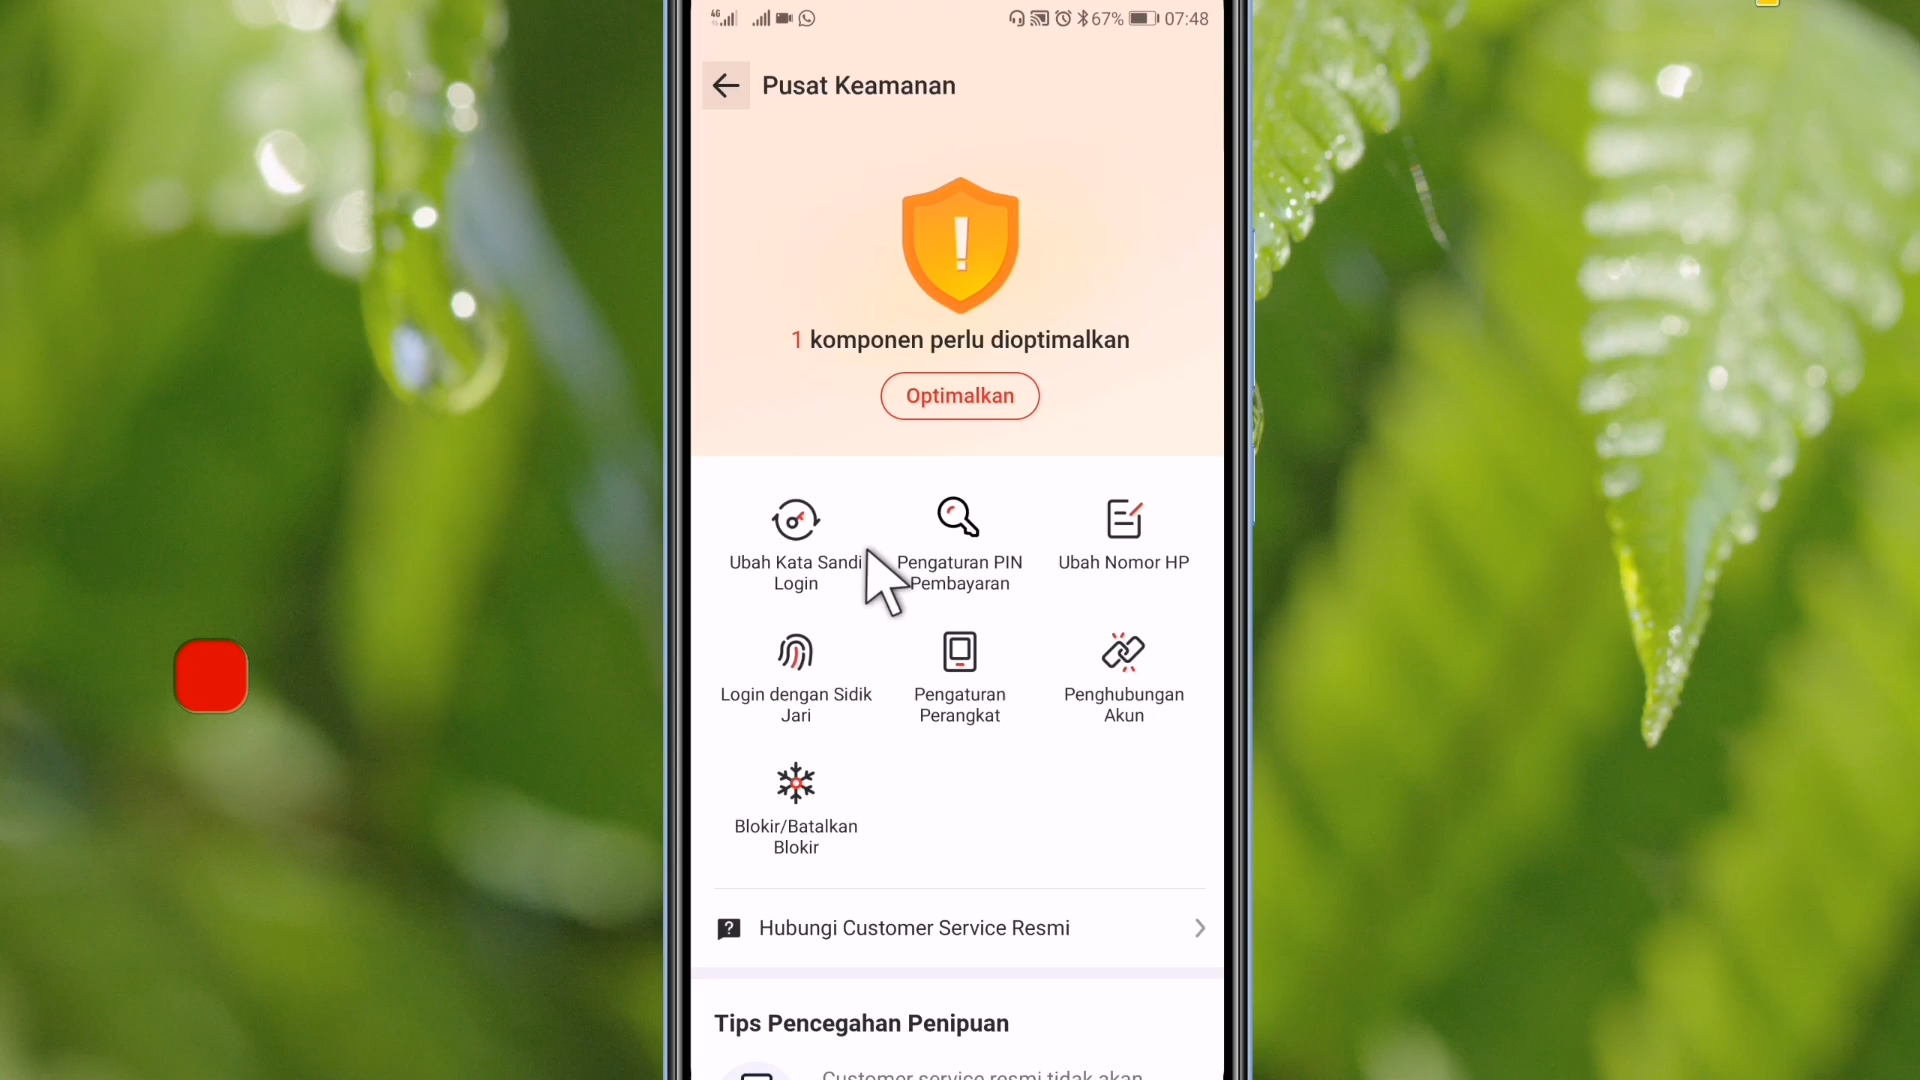 4G 67% 07:48
Pusat Keamanan
1 komponen perlu dioptimalkan
Optimalkan
Ubah Kata Sandi
Login
Pengaturan PIN
Pembayaran
Ubah Nomor HP
Login dengan Sidik
Jari
Pengaturan
Perangkat
Penghubungan
Akun
Blokir/Batalkan
Blokir
Hubungi Customer Service Resmi
Tips Pencegahan Penipuan
Customer service resmi tidak akan